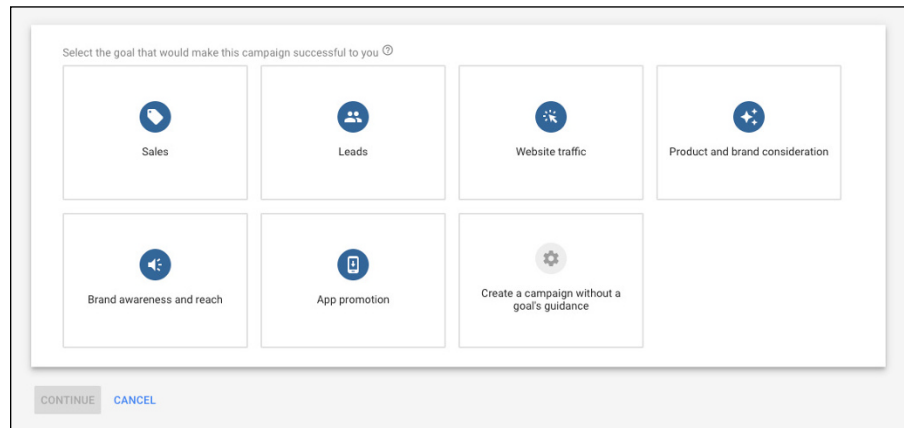 Select the goal that would make this campaign successful to you
Sales
Leads
Website traffic
Product and brand consideration
Brand awareness and reach
App promotion
Create a campaign without a
goal's guidance
CONTINUE
CANCEL